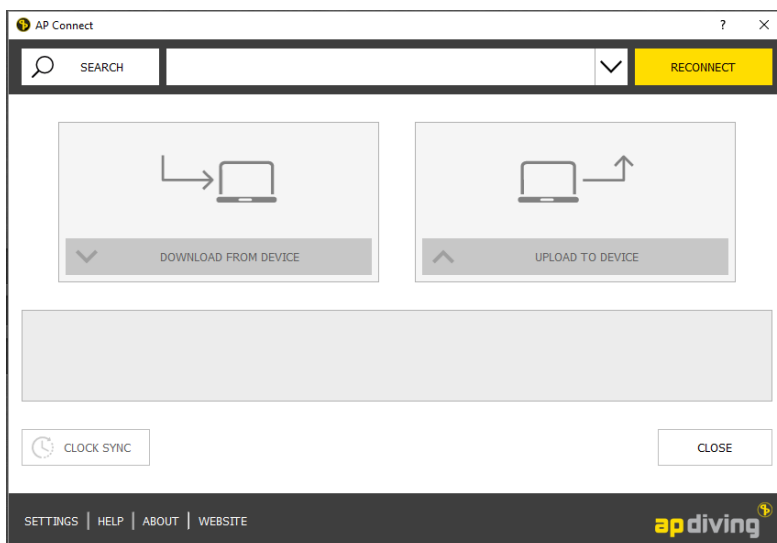 AP Connect
?
SEARCH
RECONNECT
DOWNLOAD FROM DEVICE
UPLOAD TO DEVICE
CLOCK SYNC
CLOSE
SETTINGS | HELP | ABOUT | WEBSITE
apdiving